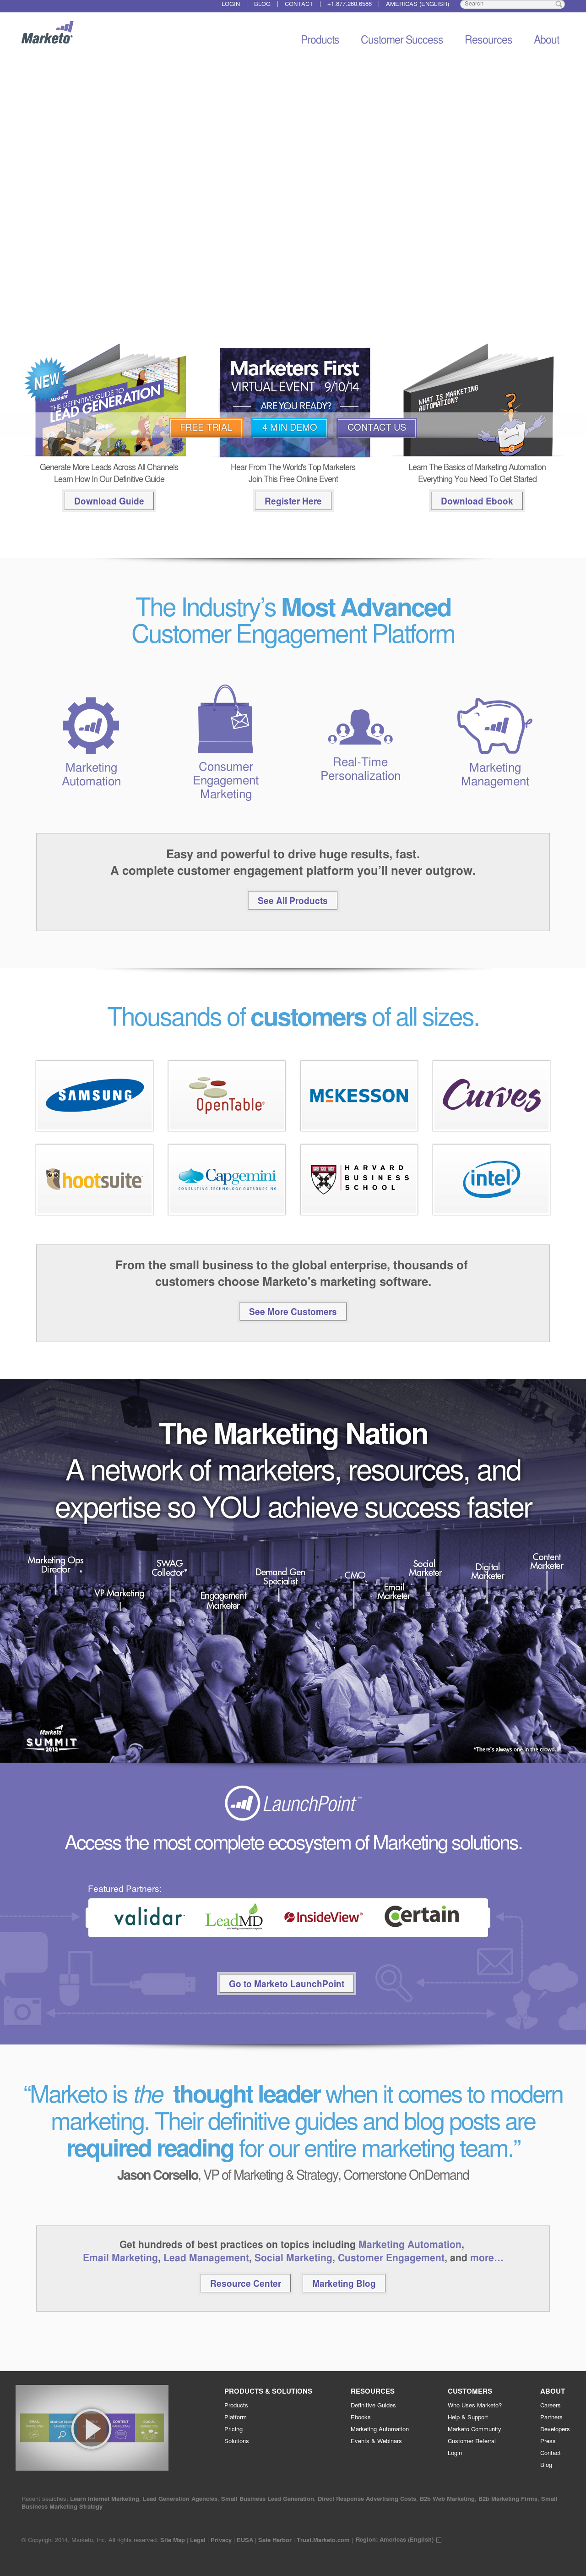 LOGIN | BLOG | CONTACT | +1.877.260.6586 | AMERICAS (ENGLISH) Search
Marketo
Products Customer Success Resources About
NEW
THE DEFINITIVE GUIDE TO
LEAD GENERATION
Marketers First
VIRTUAL EVENT 9/10/14
ARE YOU READY?
WHAT IS MARKETING
AUTOMATION?
FREE TRIAL 4 MIN DEMO CONTACT US
Generate More Leads Across All Channels
Learn How In Our Definitive Guide
Download Guide
Hear From The World's Top Marketers
Join This Free Online Event
Register Here
Learn The Basics of Marketing Automation
Everything You Need To Get Started
Download Ebook
The Industry's Most Advanced
Customer Engagement Platform
Marketing
Automation
Consumer
Engagement
Marketing
Real-Time
Personalization
Marketing
Management
Easy and powerful to drive huge results, fast.
A complete customer engagement platform you'll never outgrow.
See All Products
Thousands of customers of all sizes.
SAMSUNG
OpenTable®
McKESSON
Curves
hootsuite
Capgemini
CONSULTING.TECHNOLOGY.OUTSOURCING
HARVARD
BUSINESS
SCHOOL
intel
From the small business to the global enterprise, thousands of
customers choose Marketo's marketing software.
See More Customers
The Marketing Nation
A network of marketers, resources, and
expertise so YOU achieve success faster
Marketing Ops
Director
VP Marketing
SWAG
Collector*
Engagement
Marketer
Demand Gen
Specialist
CMO
Email
Marketer
Social
Marketer
Digital
Marketer
Content
Marketer
Marketo
SUMMIT
2013
*There's always one in the crowd...
LaunchPoint™
Access the most complete ecosystem of Marketing solutions.
Featured Partners:
validar
LeadMD
InsideView®
Certain
Go to Marketo LaunchPoint
“Marketo is the thought leader when it comes to modern
marketing. Their definitive guides and blog posts are
required reading for our entire marketing team.”
Jason Corsello, VP of Marketing & Strategy, Cornerstone OnDemand
Get hundreds of best practices on topics including Marketing Automation,
Email Marketing, Lead Management, Social Marketing, Customer Engagement, and more…
Resource Center Marketing Blog
PRODUCTS & SOLUTIONS
Products
Platform
Pricing
Solutions
RESOURCES
Definitive Guides
Ebooks
Marketing Automation
Events & Webinars
CUSTOMERS
Who Uses Marketo?
Help & Support
Marketo Community
Customer Referral
Login
ABOUT
Careers
Partners
Developers
Press
Contact
Blog
Recent searches: Learn Internet Marketing, Lead Generation Agencies, Small Business Lead Generation, Direct Response Advertising Costs, B2b Web Marketing, B2b Marketing Firms, Small
Business Marketing Strategy
© Copyright 2014, Marketo, Inc. All rights reserved. Site Map | Legal | Privacy | EUSA | Safe Harbor | Trust.Marketo.com | Region: Americas (English)